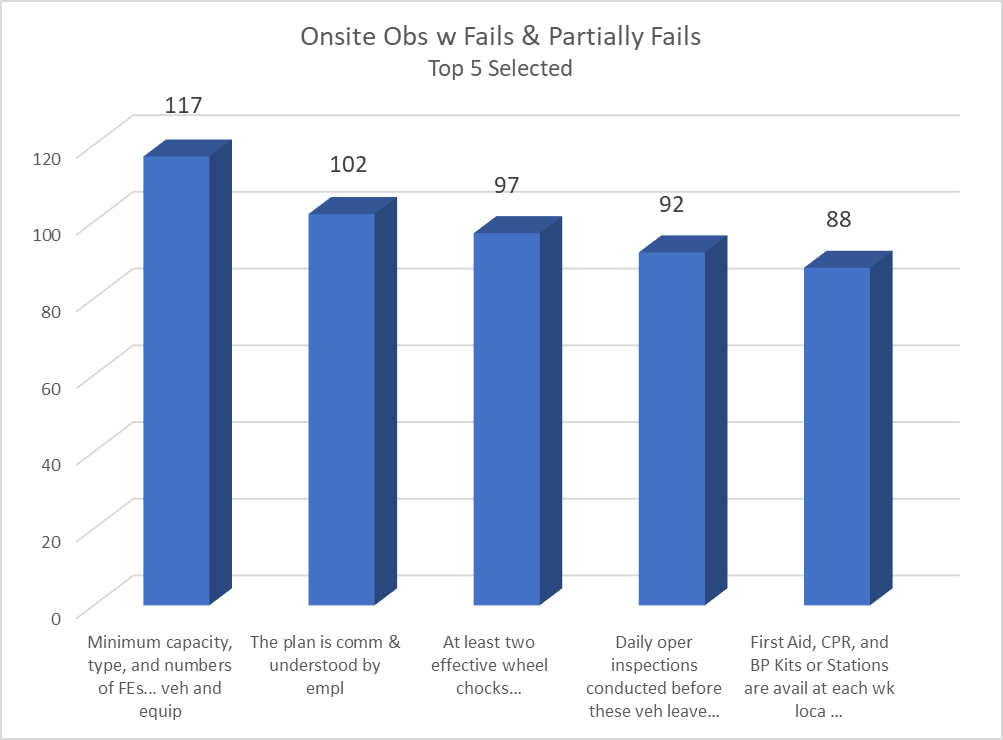 Onsite Obs w Fails & Partially Fails
Top 5 Selected
117
102
97
92
88
120
100
80
60
40
20
0
Minimum capacity,
type, and numbers
of FEs... veh and
equip
The plan is comm &
understood by
empl
At least two
effective wheel
chocks...
Daily oper
inspections
conducted before
these veh leave...
First Aid, CPR, and
BP Kits or Stations
are avail at each wk
loca ...